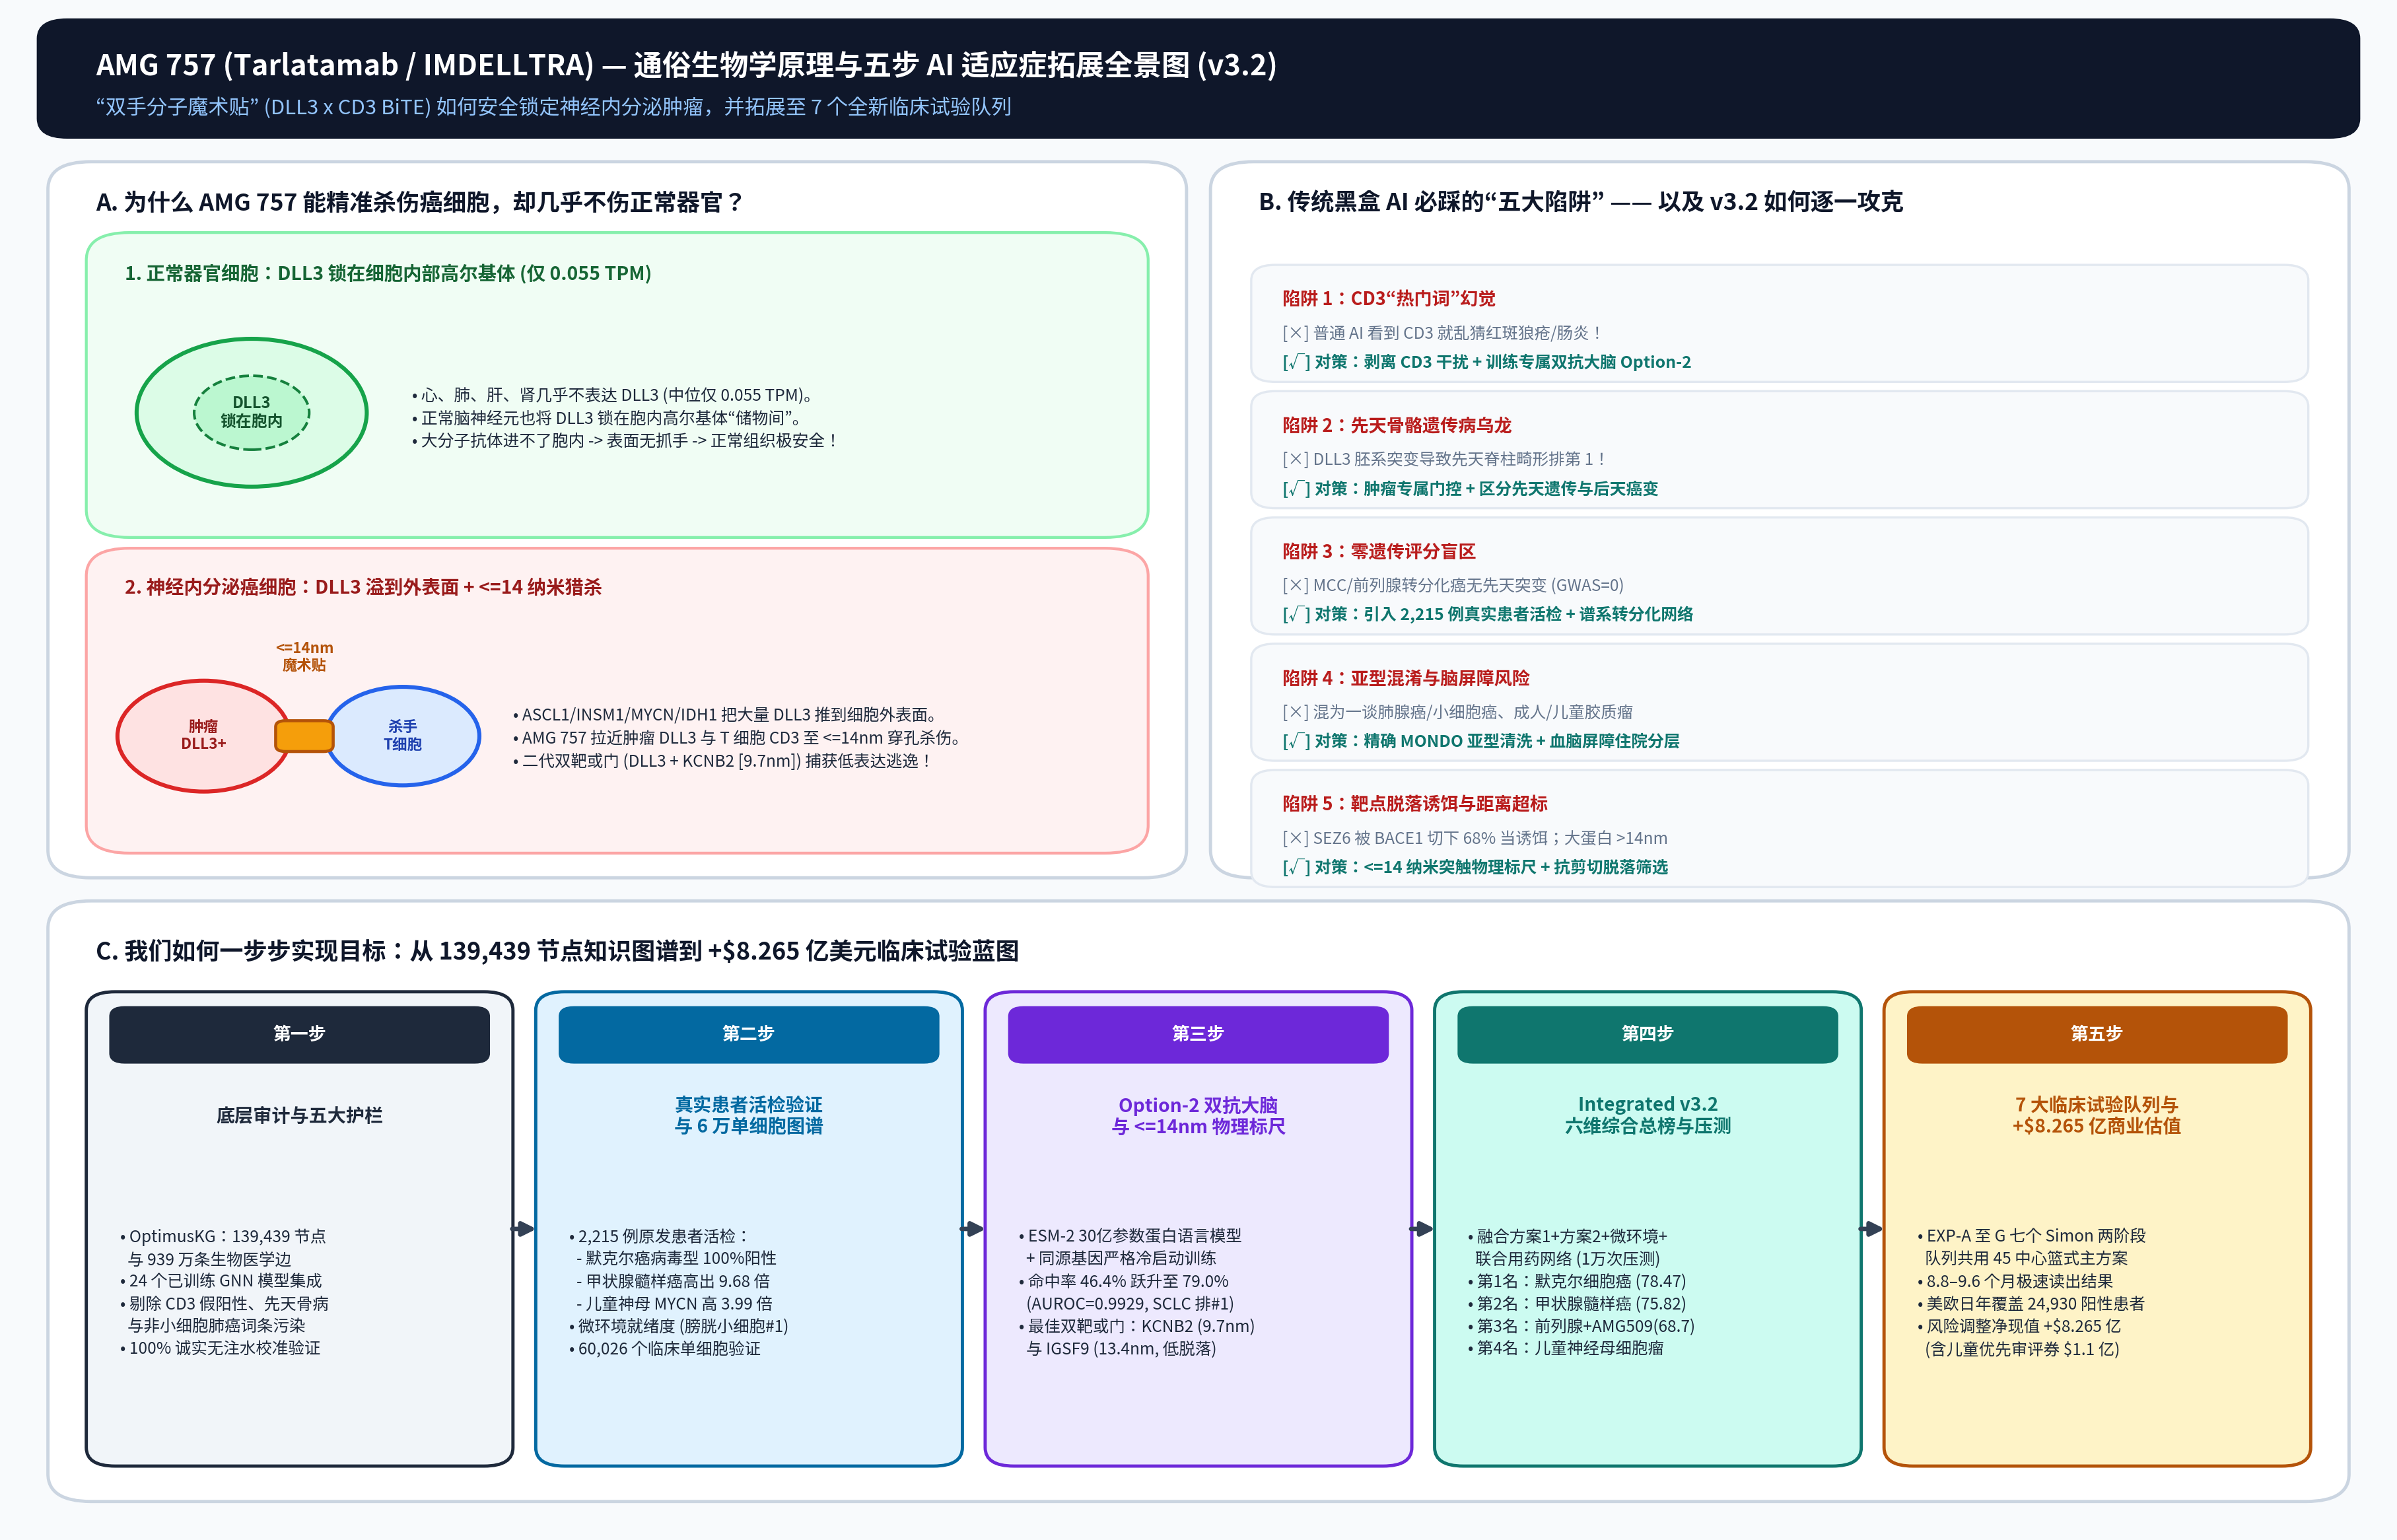 AMG 757 (Tarlatamab / IMDELLTRA) — 通俗生物学原理与五步 AI 适应症拓展全景图 (v3.2)
“双手分子魔术贴” (DLL3 x CD3 BiTE) 如何安全锁定神经内分泌肿瘤，并拓展至 7 个全新临床试验队列
A. 为什么 AMG 757 能精准杀伤癌细胞，却几乎不伤正常器官？
1. 正常器官细胞：DLL3 锁在细胞内部高尔基体 (仅 0.055 TPM)
DLL3
锁在胞内
• 心、肺、肝、肾几乎不表达 DLL3 (中位仅 0.055 TPM)。
• 正常脑神经元也将 DLL3 锁在胞内高尔基体“储物间”。
• 大分子抗体进不了胞内 -> 表面无抓手 -> 正常组织极安全！
2. 神经内分泌癌细胞：DLL3 溢到外表面 + <=14 纳米猎杀
<=14nm
魔术贴
肿瘤
DLL3+
杀手
T细胞
• ASCL1/INSM1/MYCN/IDH1 把大量 DLL3 推到细胞外表面。
• AMG 757 拉近肿瘤 DLL3 与 T 细胞 CD3 至 <=14nm 穿孔杀伤。
• 二代双靶或门 (DLL3 + KCNB2 [9.7nm]) 捕获低表达逃逸！
B. 传统黑盒 AI 必踩的“五大陷阱” —— 以及 v3.2 如何逐一攻克
陷阱 1：CD3“热门词”幻觉
[×] 普通 AI 看到 CD3 就乱猜红斑狼疮/肠炎！
[√] 对策：剥离 CD3 干扰 + 训练专属双抗大脑 Option-2
陷阱 2：先天骨骼遗传病乌龙
[×] DLL3 胚系突变导致先天脊柱畸形排第 1！
[√] 对策：肿瘤专属门控 + 区分先天遗传与后天癌变
陷阱 3：零遗传评分盲区
[×] MCC/前列腺转分化癌无先天突变 (GWAS=0)
[√] 对策：引入 2,215 例真实患者活检 + 谱系转分化网络
陷阱 4：亚型混淆与脑屏障风险
[×] 混为一谈肺腺癌/小细胞癌、成人/儿童胶质瘤
[√] 对策：精确 MONDO 亚型清洗 + 血脑屏障住院分层
陷阱 5：靶点脱落诱饵与距离超标
[×] SEZ6 被 BACE1 切下 68% 当诱饵；大蛋白 >14nm
[√] 对策：<=14 纳米突触物理标尺 + 抗剪切脱落筛选
C. 我们如何一步步实现目标：从 139,439 节点知识图谱到 +$8.265 亿美元临床试验蓝图
第一步
底层审计与五大护栏
• OptimusKG：139,439 节点
与 939 万条生物医学边
• 24 个已训练 GNN 模型集成
• 剔除 CD3 假阳性、先天骨病
与非小细胞肺癌词条污染
• 100% 诚实无注水校准验证
第二步
真实患者活检验证
与 6 万单细胞图谱
• 2,215 例原发患者活检：
- 默克尔癌病毒型 100%阳性
- 甲状腺髓样癌高出 9.68 倍
- 儿童神母 MYCN 高 3.99 倍
• 微环境就绪度 (膀胱小细胞#1)
• 60,026 个临床单细胞验证
第三步
Option-2 双抗大脑
与 <=14nm 物理标尺
• ESM-2 30亿参数蛋白语言模型
+ 同源基因严格冷启动训练
• 命中率 46.4% 跃升至 79.0%
(AUROC=0.9929, SCLC 排#1)
• 最佳双靶或门：KCNB2 (9.7nm)
与 IGSF9 (13.4nm, 低脱落)
第四步
Integrated v3.2
六维综合总榜与压测
• 融合方案1+方案2+微环境+
联合用药网络 (1万次压测)
• 第1名：默克尔细胞癌 (78.47)
• 第2名：甲状腺髓样癌 (75.82)
• 第3名：前列腺+AMG509(68.7)
• 第4名：儿童神经母细胞瘤
第五步
7 大临床试验队列与
+$8.265 亿商业估值
• EXP-A 至 G 七个 Simon 两阶段
队列共用 45 中心篮式主方案
• 8.8–9.6 个月极速读出结果
• 美欧日年覆盖 24,930 阳性患者
• 风险调整净现值 +$8.265 亿
(含儿童优先审评券 $1.1 亿)